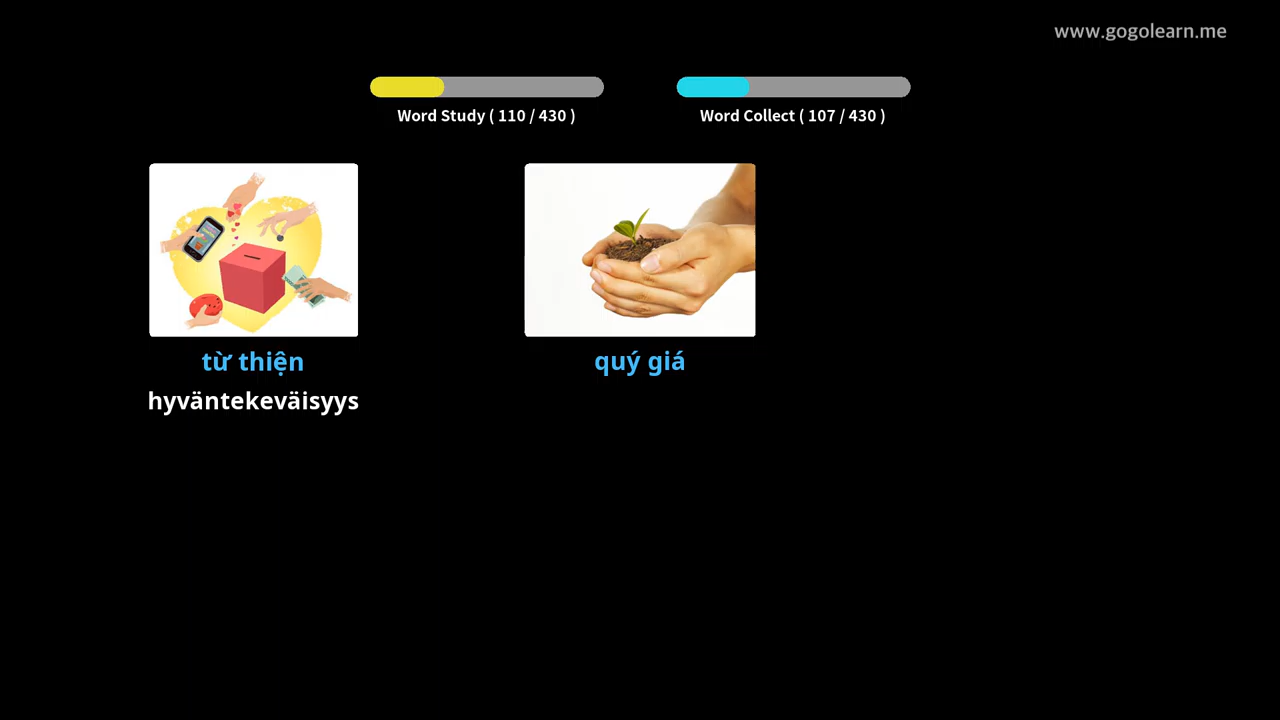 www.gogolearn.me
Word Study ( 110 / 430 )
Word Collect ( 107 / 430 )
từ thiện
hyväntekeväisyys
quý giá